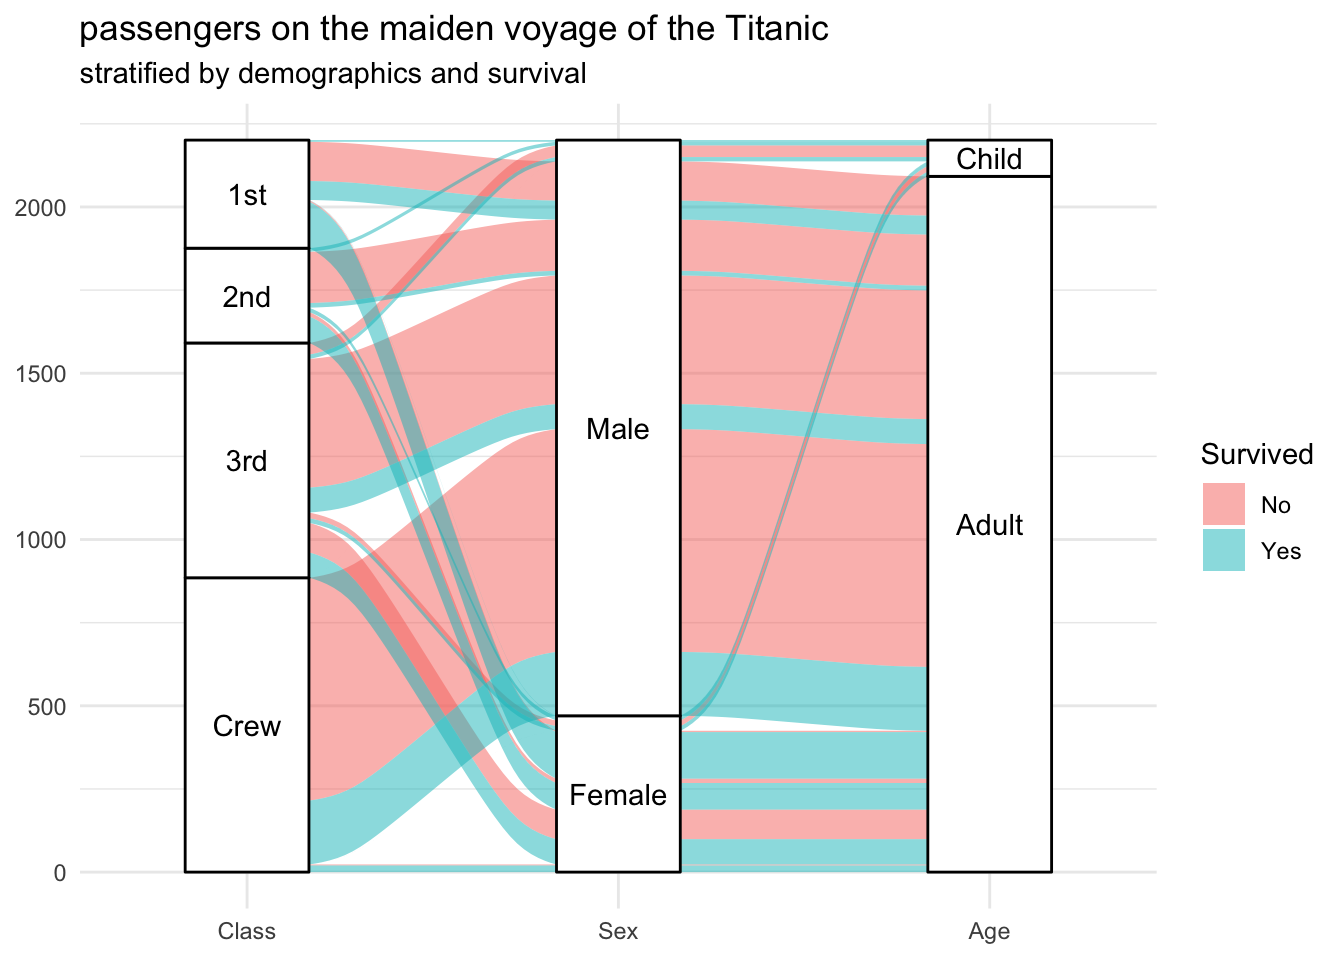 passengers on the maiden voyage of the Titanic
stratified by demographics and survival
2000
1500
1000
500
0
1st
2nd
3rd
Crew
Male
Female
Child
Adult
Class
Sex
Age
Survived
No
Yes